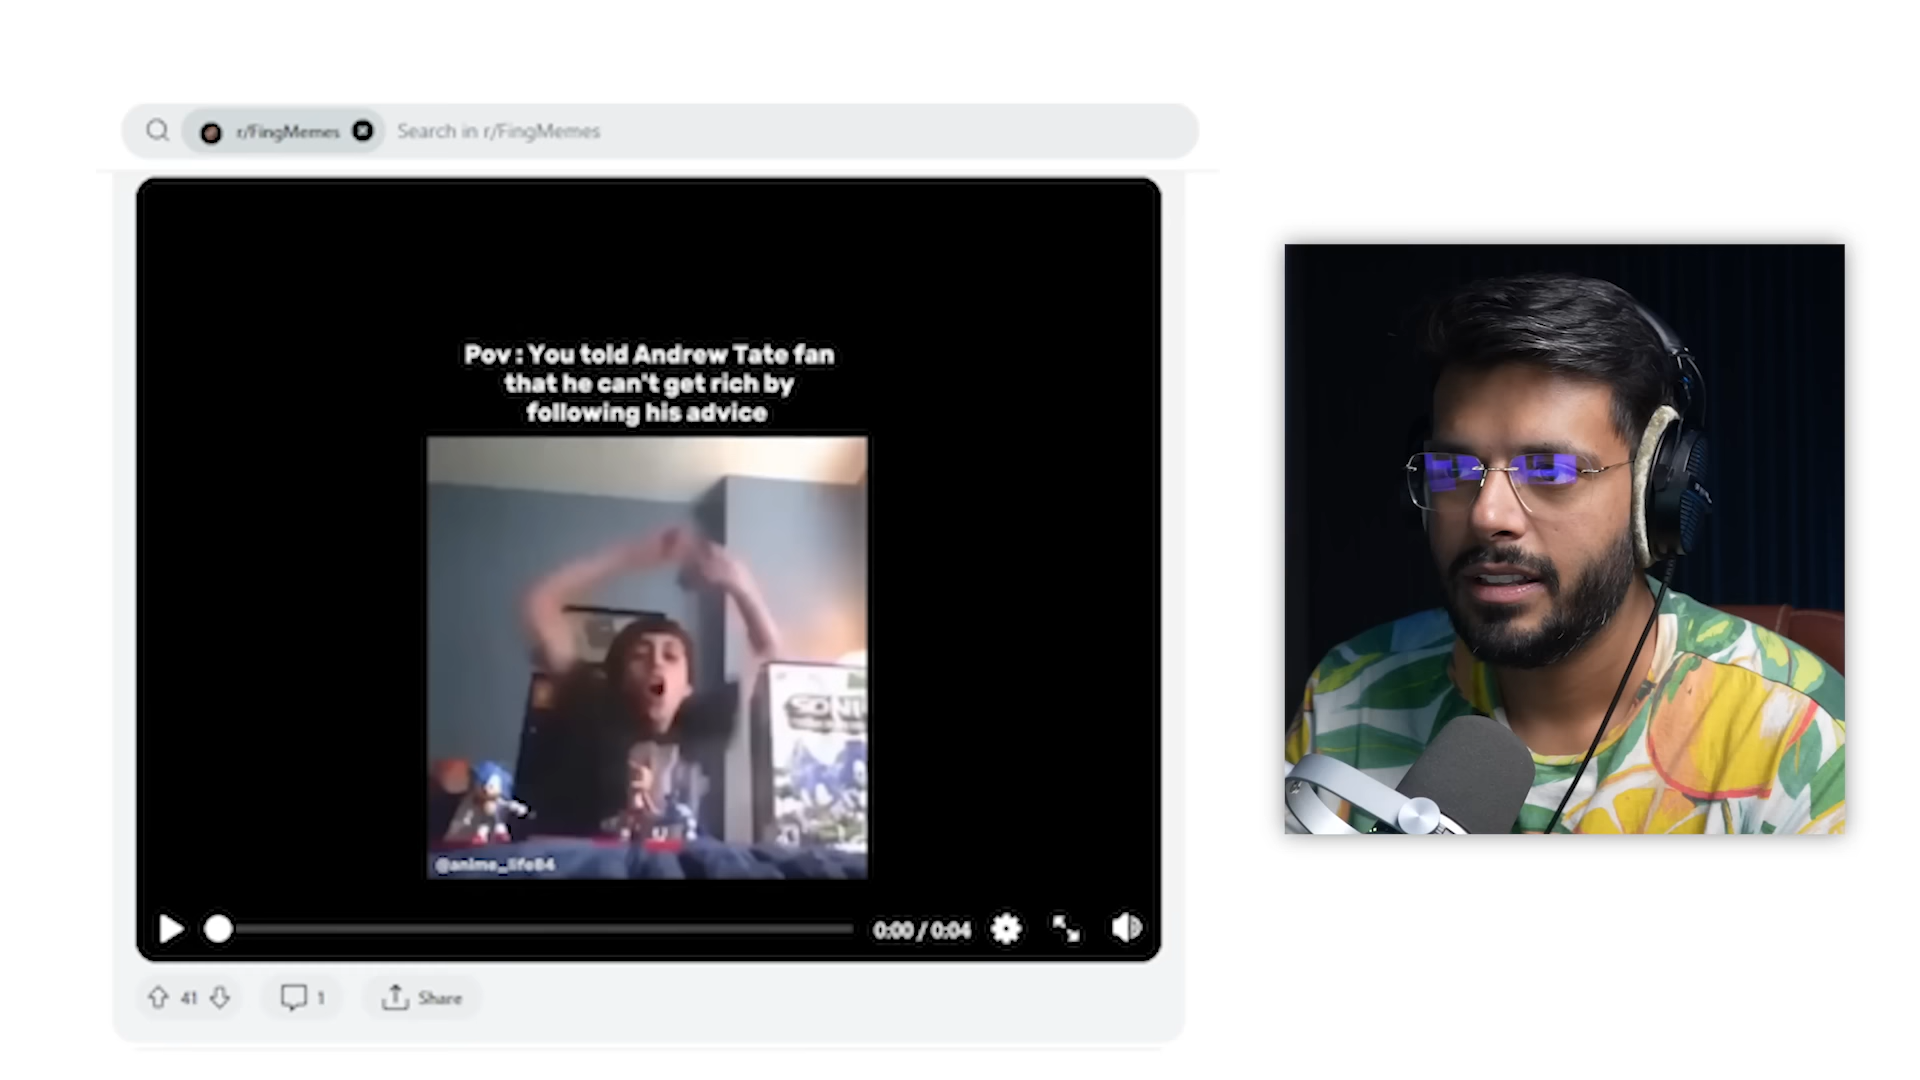 r/FingMemes
Search in r/FingMemes
Pov : You told Andrew Tate fan
that he can't get rich by
following his advice
SONI
@anime_life84
0:00 / 0:04
41
1
Share